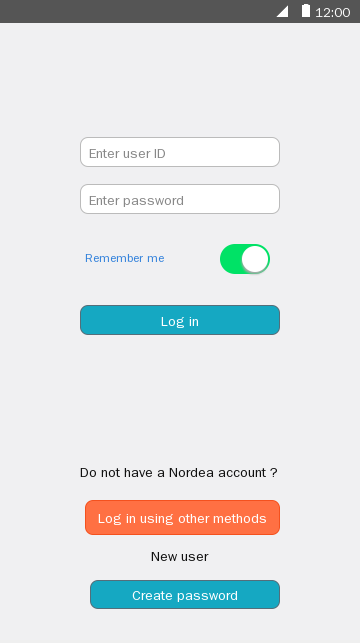 12:00
Enter user ID
Enter password
Remember me
Log in
Do not have a Nordea account ?
Log in using other methods
New user
Create password